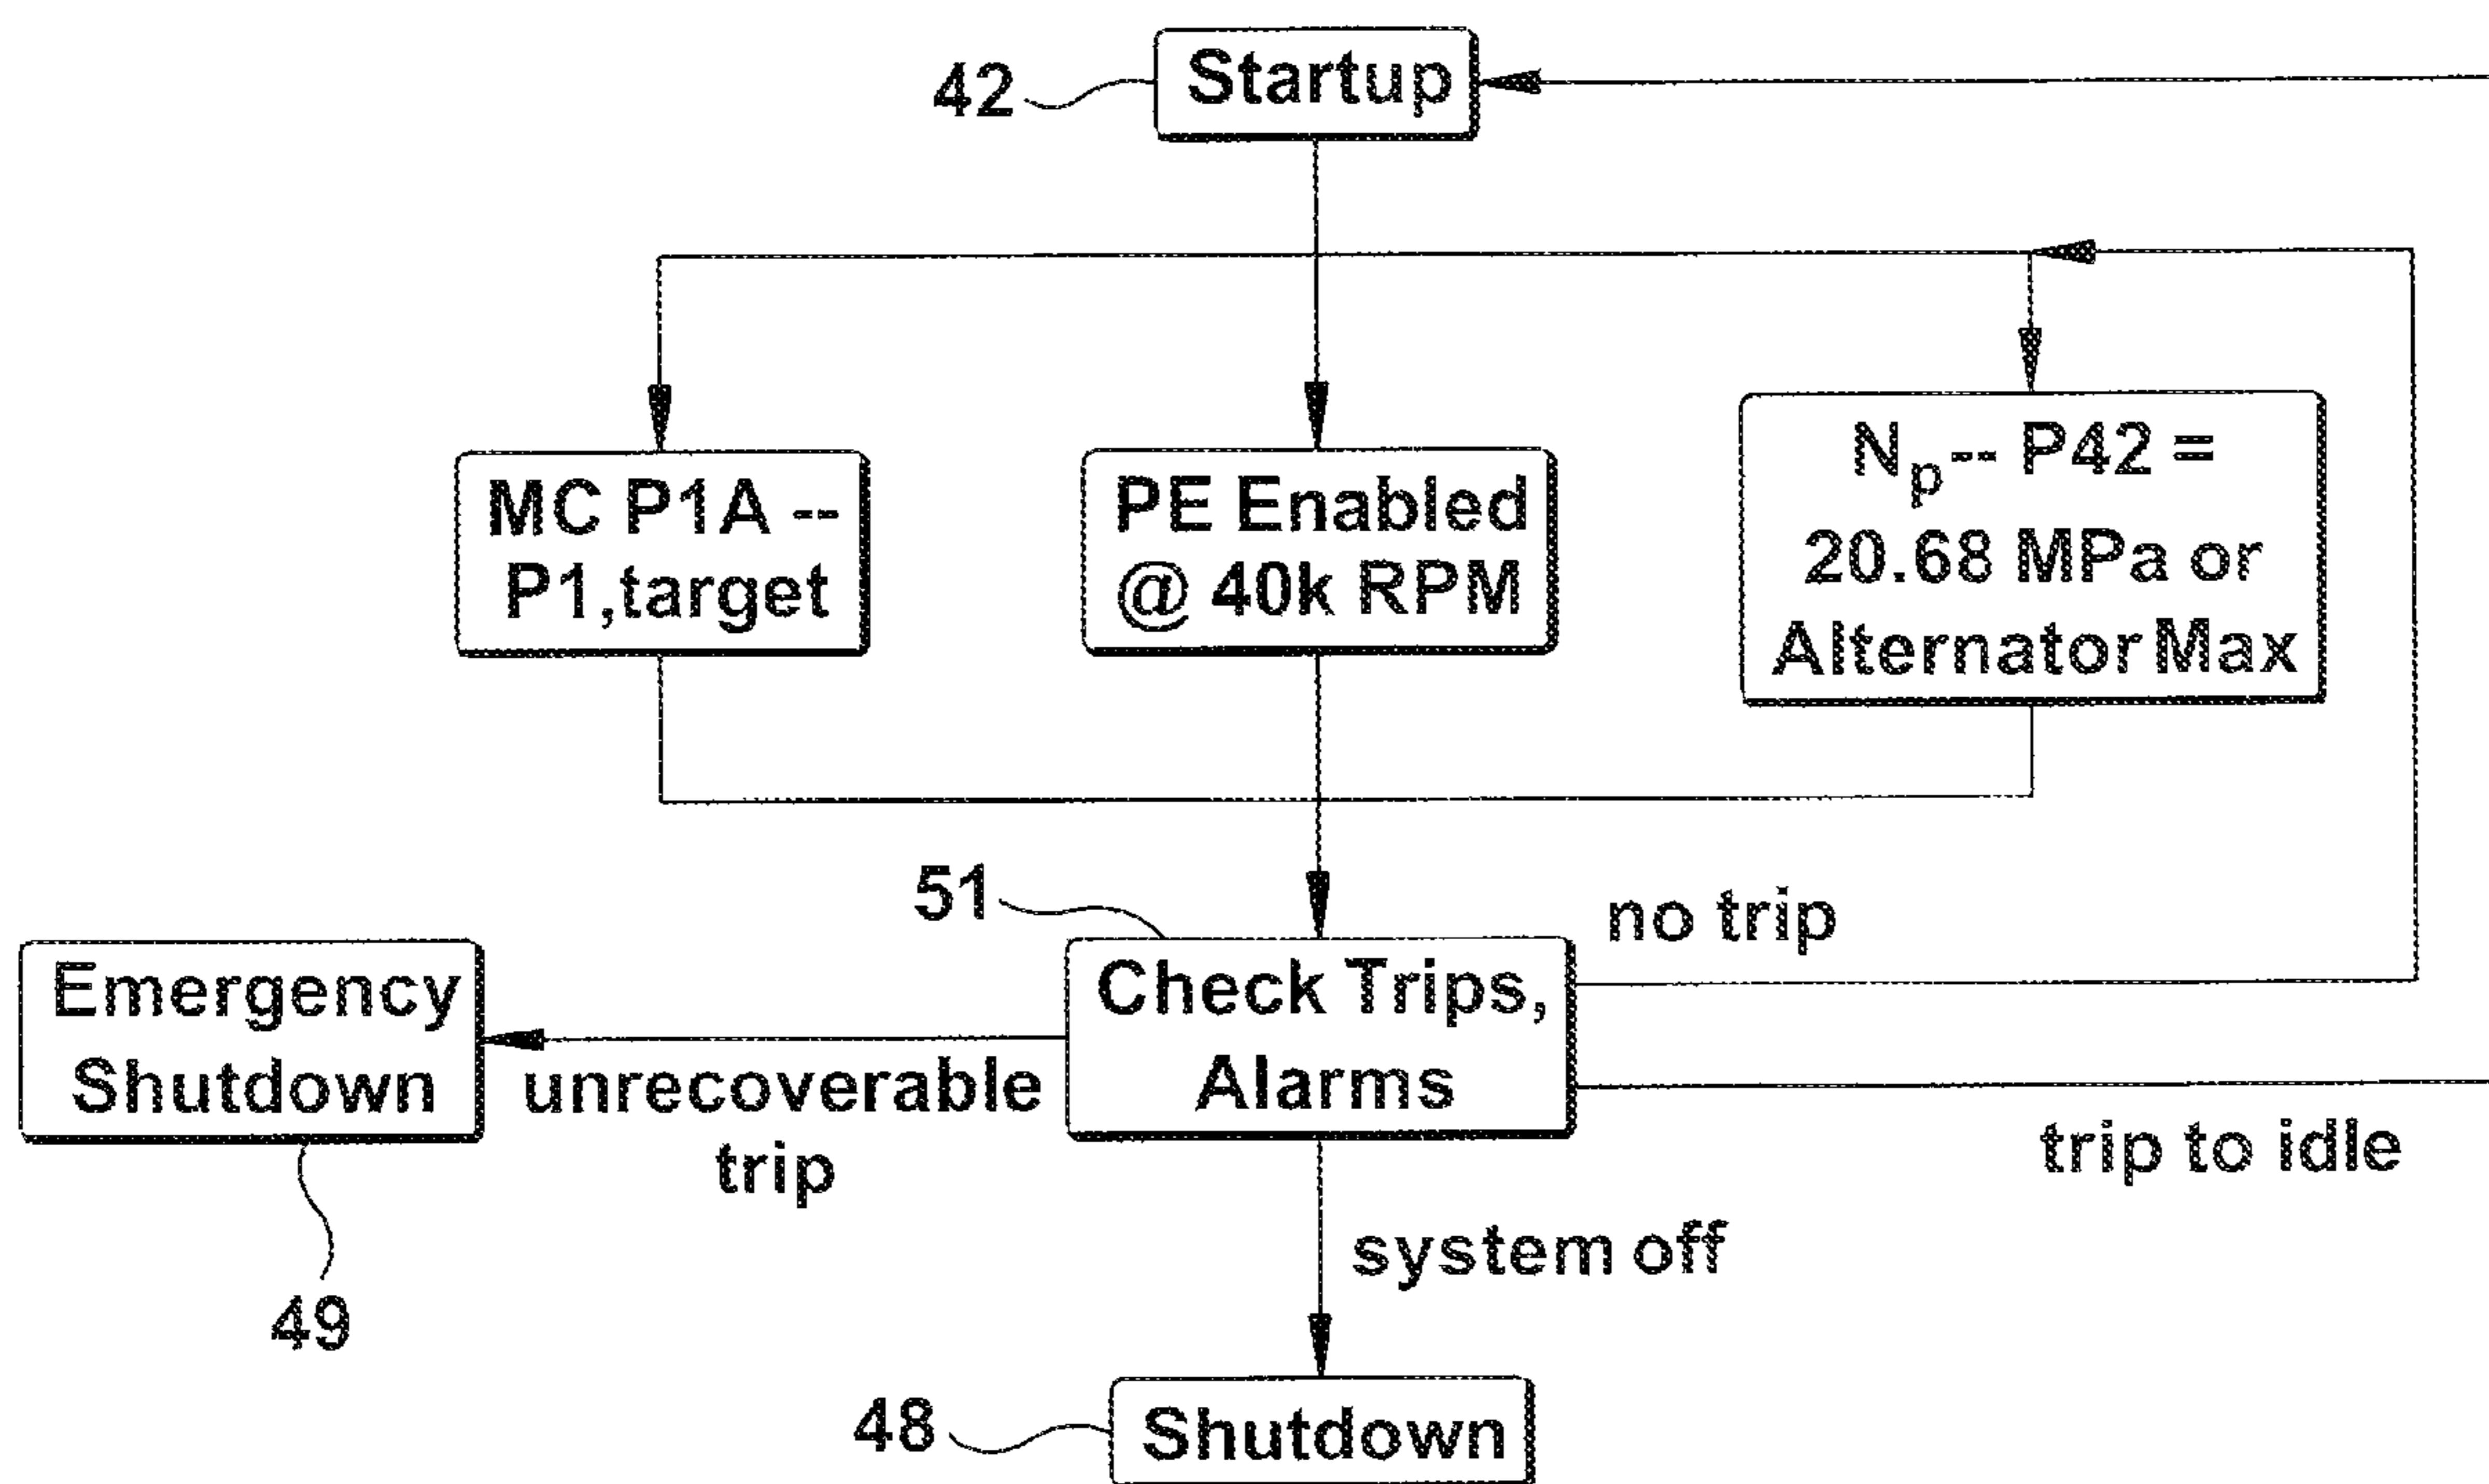 42
Startup
MC P1A --
P1,target
PE Enabled
@ 40k RPM
Np-- P42 =
20.68 MPa or
Alternator Max
51
no trip
Emergency
Shutdown
unrecoverable
trip
Check Trips,
Alarms
trip to idle
49
system off
48
Shutdown